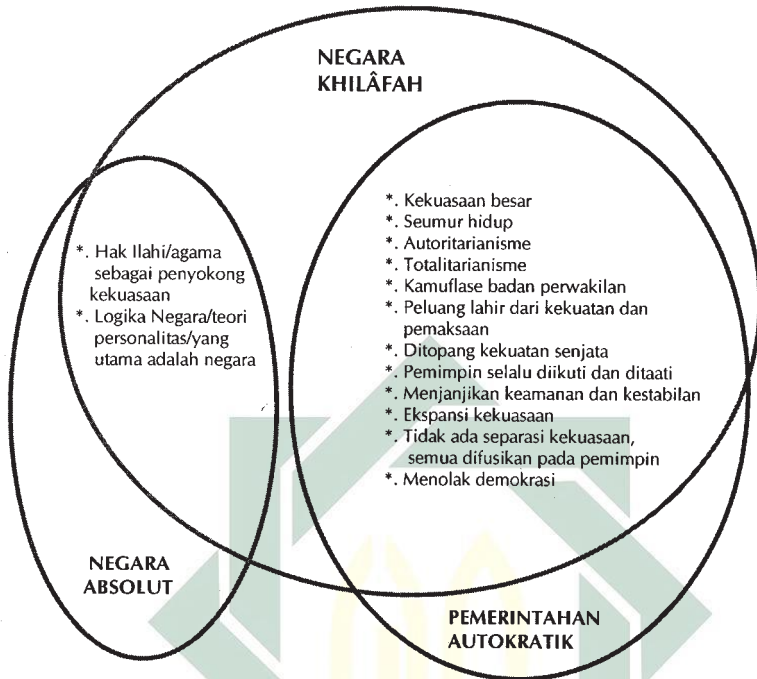 NEGARA
KHILÂFAH
*. Hak Ilahi/agama
sebagai penyokong
kekuasaan
*. Logika Negara/teori
personalitas/yang
utama adalah negara
*. Kekuasaan besar
*. Seumur hidup
*. Autoritarianisme
*. Totalitarianisme
*. Kamuflase badan perwakilan
*. Peluang lahir dari kekuatan dan
pemaksaan
*. Ditopang kekuatan senjata
*. Pemimpin selalu diikuti dan ditaati
*. Menjanjikan keamanan dan kestabilan
*. Ekspansi kekuasaan
*. Tidak ada separasi kekuasaan,
semua difusikan pada pemimpin
*. Menolak demokrasi
NEGARA
ABSOLUT
PEMERINTAHAN
AUTOKRATIK